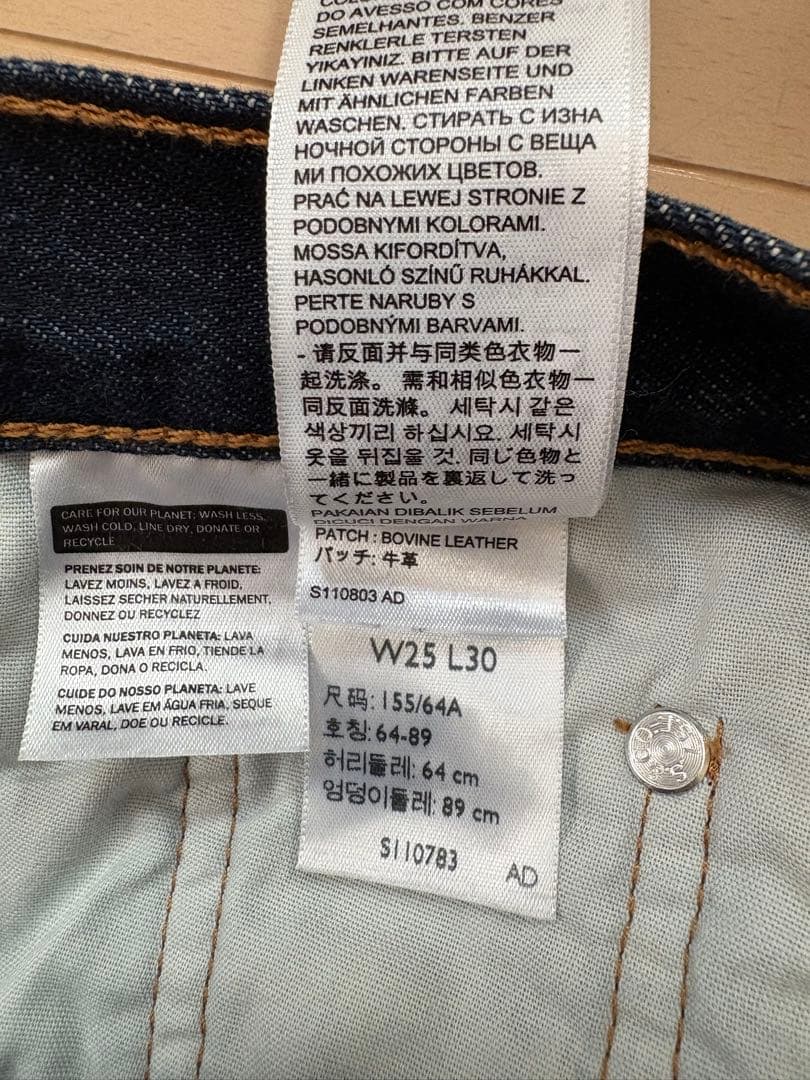 DO AVESSO COM CORES
SEMELHANTES. BENZER
RENKLERLE TERSTEN
YIKAYINIZ. BITTE AUF DER
LINKEN WARENSEITE UND
MIT ÄHNLICHEN FARBEN
WASCHEN. СТИРАТЬ С ИЗНА
НОЧНОЙ СТОРОНЫ С ВЕЩА
МИ ПОХОЖИХ ЦВЕТОВ.
PRAĆ NA LEWEJ STRONIE Z
PODOBNYMI KOLORAMI.
MOSSA KIFORDÍTVA,
HASONLÓ SZÍNŰ RUHÁKKAL.
PERTE NARUBY S
PODOBNÝMI BARVAMI.
- 请反面并与同类色衣物一
起洗涤。 需和相似色衣物一
同反面洗滌。 세탁시 같은
색상끼리 하십시요. 세탁시
옷을 뒤집을 것. 同じ色物と
一緒に製品を裏返して洗っ
てください。
PAKAIAN DIBALIK SEBELUM
DICUCI DENGAN WARNA
PATCH : BOVINE LEATHER
パッチ: 牛革
S110803 AD
CARE FOR OUR PLANET: WASH LESS,
WASH COLD, LINE DRY, DONATE OR
RECYCLE
PRENEZ SOIN DE NOTRE PLANETE:
LAVEZ MOINS, LAVEZ A FROID,
LAISSEZ SECHER NATURELLEMENT,
DONNEZ OU RECYCLEZ
CUIDA NUESTRO PLANETA: LAVA
MENOS, LAVA EN FRIO, TIENDE LA
ROPA, DONA O RECICLA.
CUIDE DO NOSSO PLANETA: LAVE
MENOS, LAVE EM ÁGUA FRIA, SEQUE
EM VARAL, DOE OU RECICLE.
W25 L30
尺码: 155/64A
호칭: 64-89
허리둘레: 64 cm
엉덩이둘레: 89 cm
S110783 AD